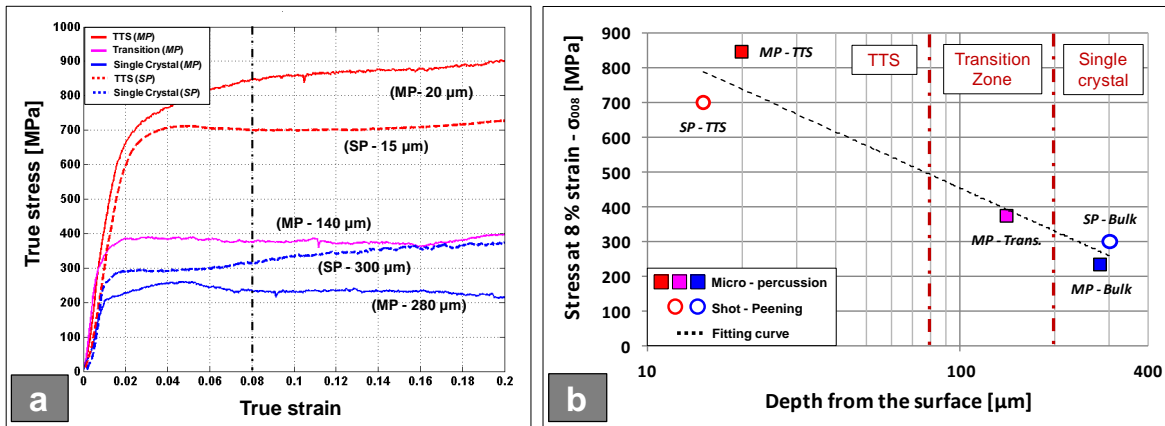 1000
900
800
700
600
500
400
300
200
100
0
0
0.02
0.04
0.06
0.08
0.1
0.12
0.14
0.16
0.18
0.2
True stress [MPa]
True strain
TTS (MP)
Transition (MP)
Single Crystal (MP)
TTS (SP)
Single Crystal (SP)
(MP- 20 µm)
(SP - 15 µm)
(MP - 140 µm)
(SP - 300 µm)
(MP - 280 µm)
a
900
800
700
600
500
400
300
200
100
0
10
100
400
Stress at 8 % strain - σ008 [MPa]
Depth from the surface [µm]
TTS
Transition
Zone
Single
crystal
MP - TTS
SP - TTS
MP - Trans.
SP - Bulk
MP - Bulk
Micro - percussion
Shot - Peening
Fitting curve
b